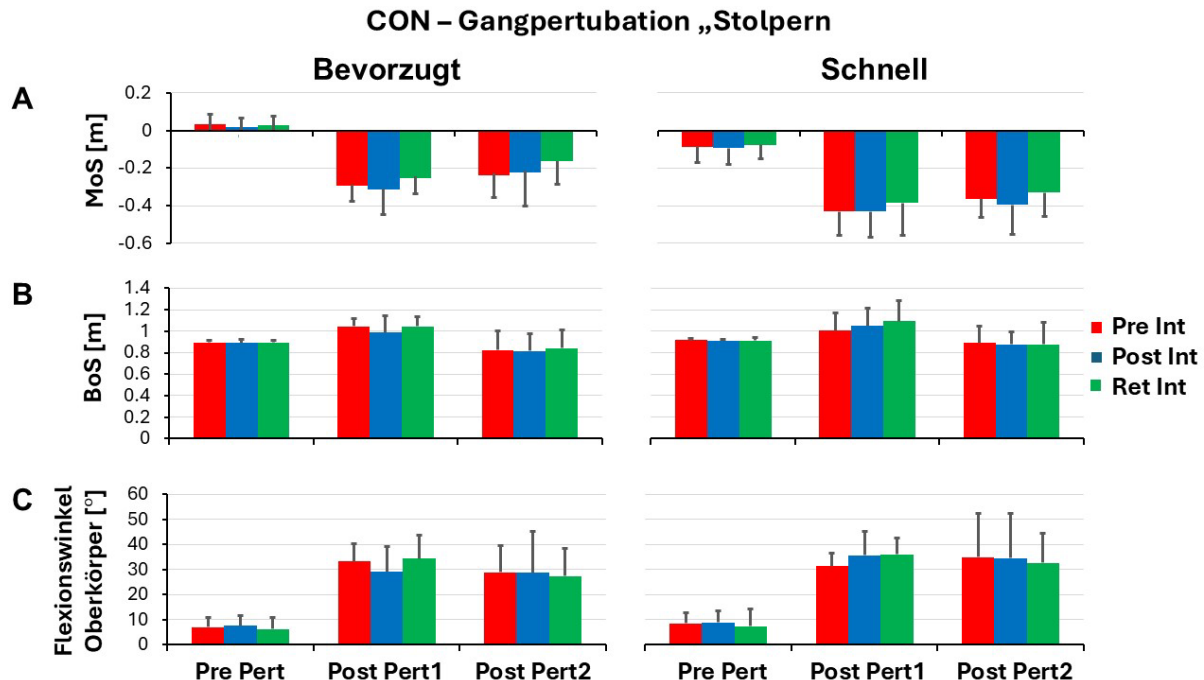 CON – Gangpertubation „Stolpern
Bevorzugt
Schnell
A
MoS [m]
0.2
0
-0.2
-0.4
-0.6
B
BoS [m]
1.4
1.2
1
0.8
0.6
0.4
0.2
0
Pre Int
Post Int
Ret Int
C
Flexionswinkel
Oberkörper [°]
60
50
40
30
20
10
0
Pre Pert Post Pert1 Post Pert2
Pre Pert Post Pert1 Post Pert2